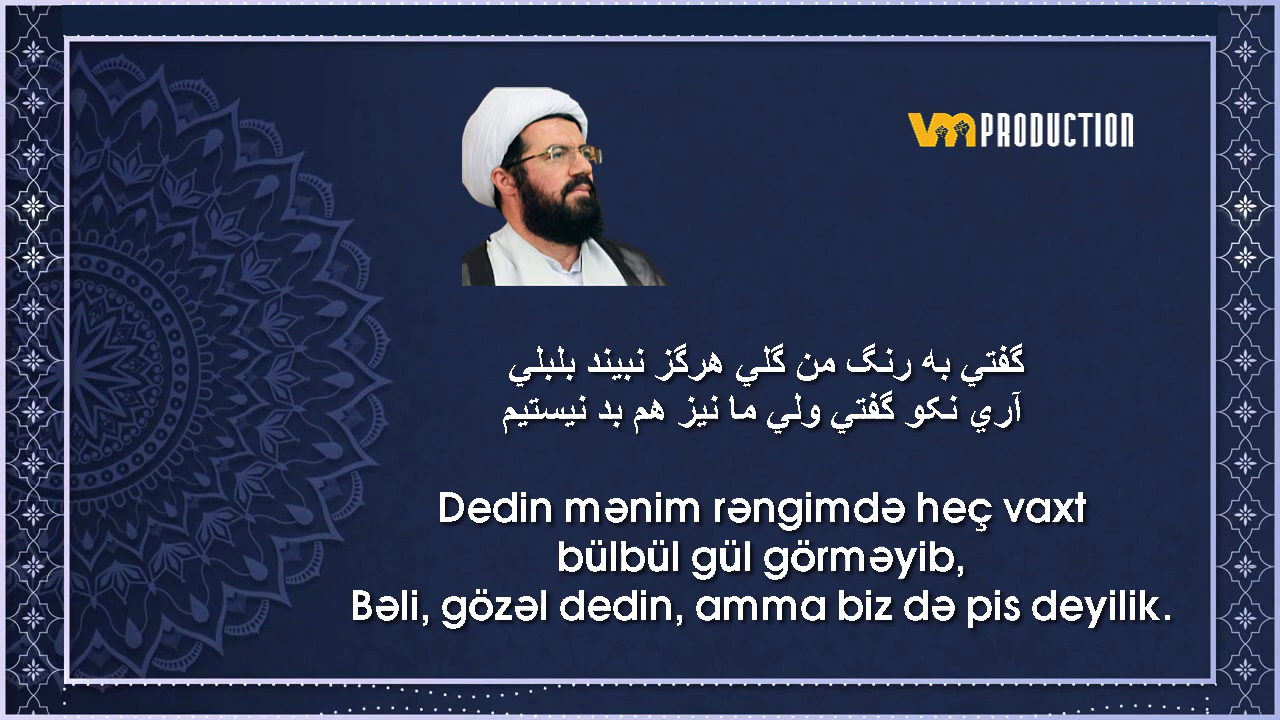 VM PRODUCTION
گفتي به رنگ من گلي هرگز نبيند بلبلي
آري نكو گفتي ولي ما نيز هم بد نيستيم
Dedin mənim rəngimdə heç vaxt
bülbül gül görməyib,
Bəli, gözəl dedin, amma biz də pis deyilik.